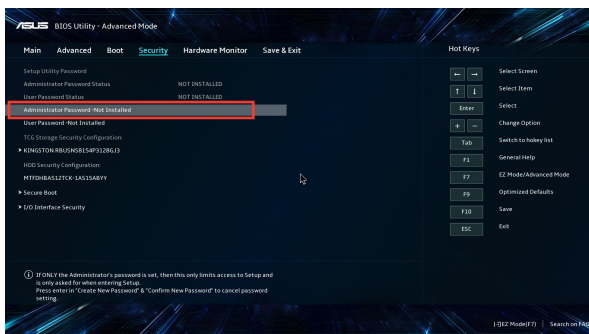 ASUS BIOS Utility - Advanced Mode
Main Advanced Boot Security Hardware Monitor Save & Exit
Setup Utility Password
Administrator Password Status NOT INSTALLED
User Password Status NOT INSTALLED
Administrator Password -Not Installed
User Password -Not Installed
TCG Storage Security Configuration:
KINGSTON RBUSNS8154P3128GJ3
HDD Security Configuration:
MTFDHBA512TCK-1AS15ABYY
Secure Boot
I/O Interface Security
Hot Keys
← → Select Screen
↑ ↓ Select Item
Enter Select
+ - Change Option
Tab Switch to hokey list
F1 General Help
F7 EZ Mode/Advanced Mode
F9 Optimized Defaults
F10 Save
ESC Exit
If ONLY the Administrator's password is set, then this only limits access to Setup and
is only asked for when entering Setup.
Press enter in "Create New Password" & "Confirm New Password" to cancel password
setting.
EZ Mode(F7) | Search on FAQ